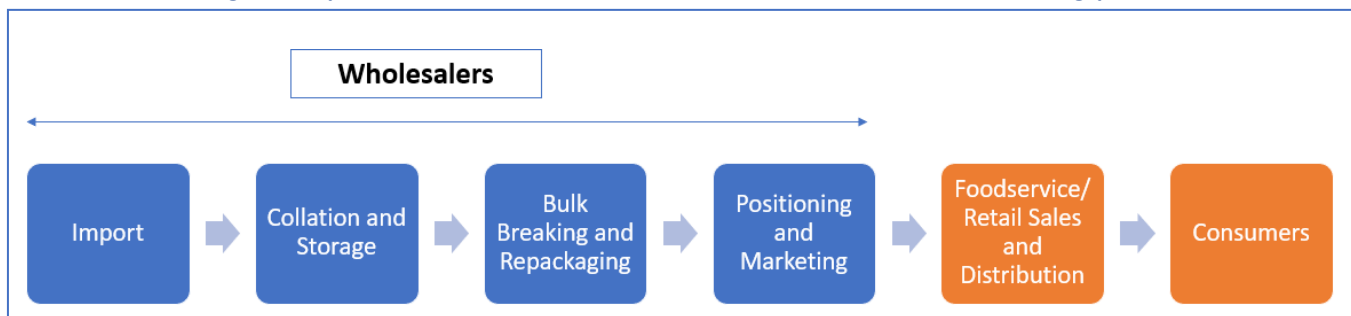 Wholesalers
Import
Collation and
Storage
Bulk
Breaking and
Repackaging
Positioning
and
Marketing
Foodservice/
Retail Sales
and
Distribution
Consumers